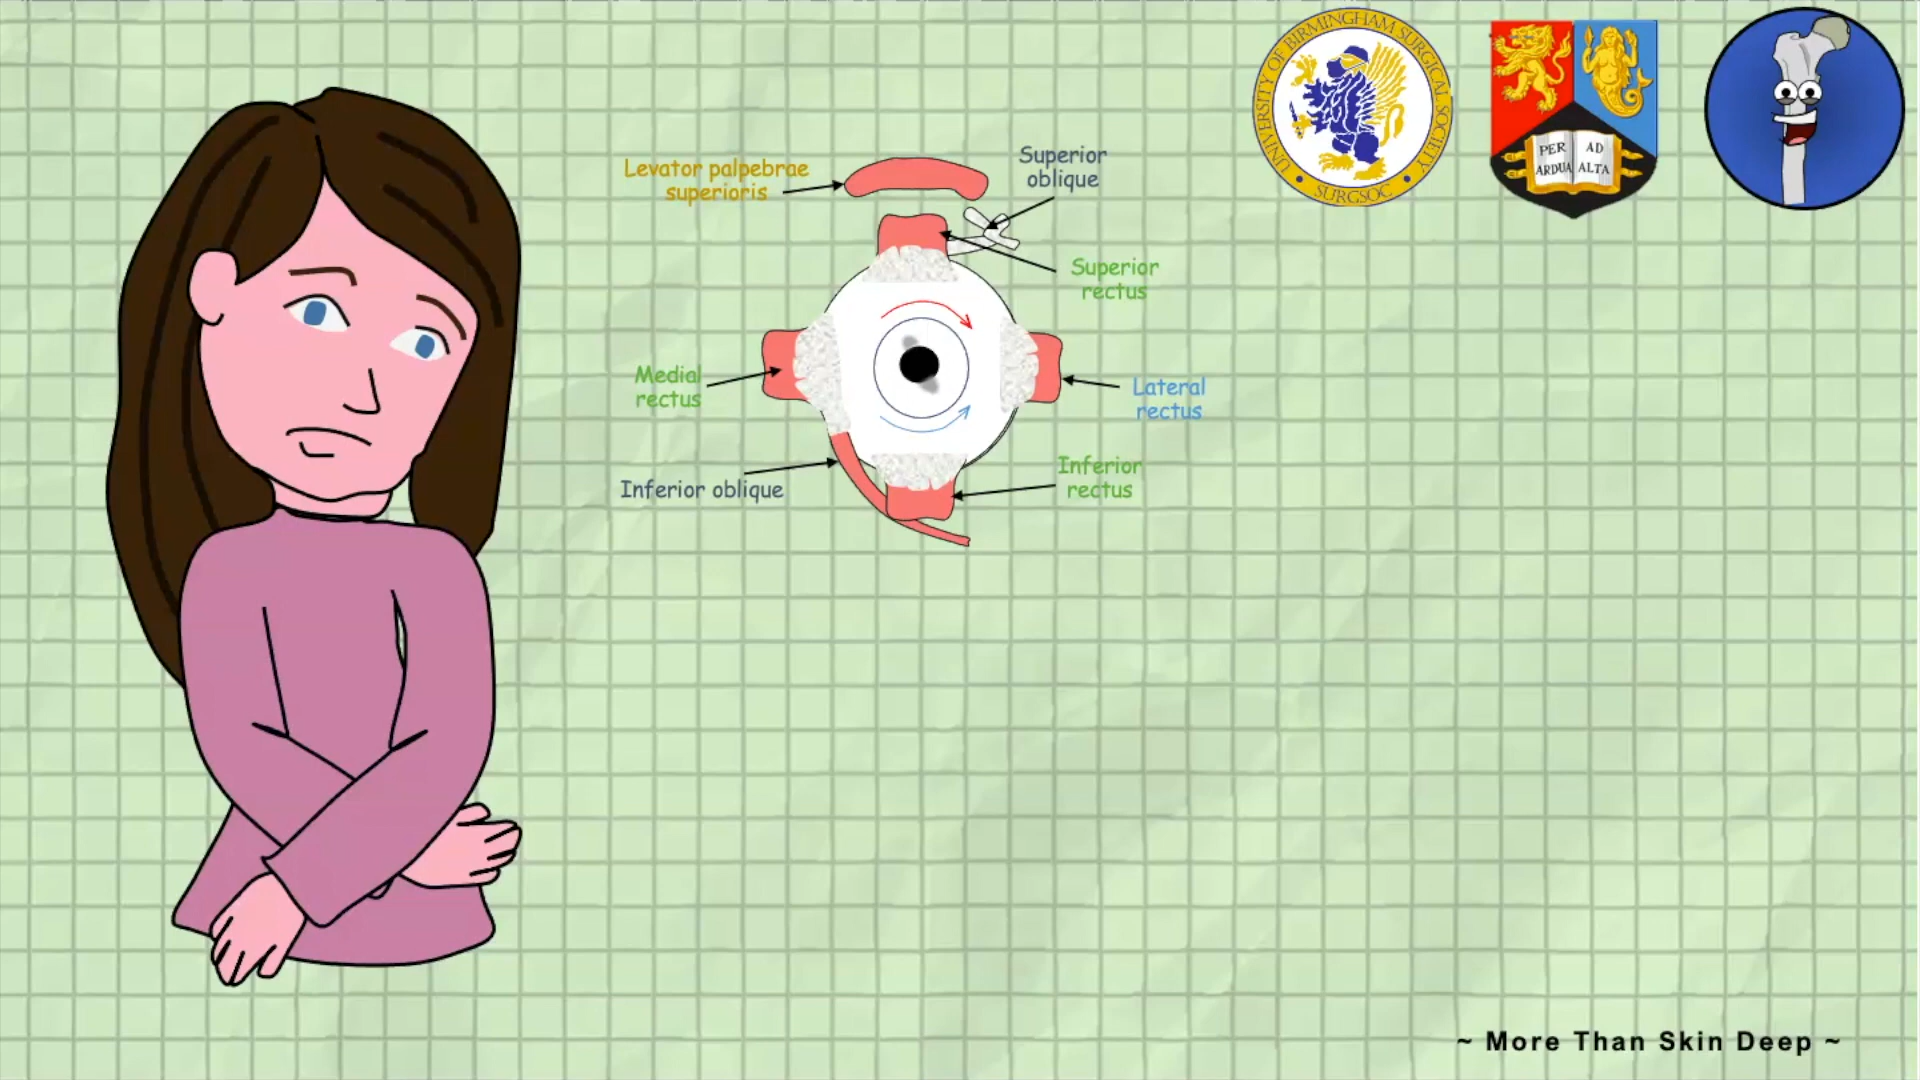 UNIVERSITY OF BIRMINGHAM SURGICAL SOCIETY
SURGSOC
PER AD
ARDUA ALTA
Levator palpebrae
superioris
Superior
oblique
Superior
rectus
Medial
rectus
Lateral
rectus
Inferior
rectus
Inferior oblique
~ More Than Skin Deep ~